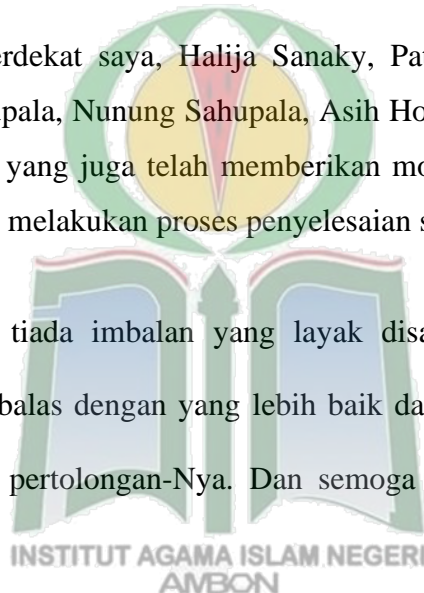 erdekat saya, Halija Sanaky, Pa
pala, Nunung Sahupala, Asih Ho
yang juga telah memberikan mo
melakukan proses penyelesaian s
tiada imbalan yang layak disa
balas dengan yang lebih baik da
pertolongan-Nya. Dan semoga
INSTITUT AGAMA ISLAM NEGERI
AMBON